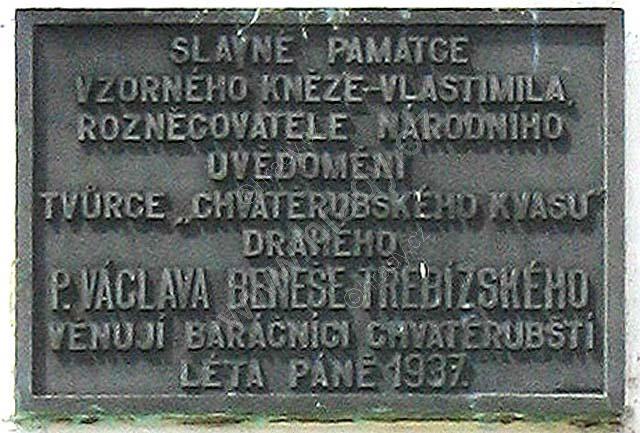 SLAVNÉ PAMÁTCE
VZORNÉHO KNĚZE-VLASTIMILA,
ROZNĚCOVATELE NÁRODNÍHO
UVĚDOMĚNÍ
TVŮRCE „CHVATĚRUBSKÉHO KVASU"
DRAHÉHO
P. VÁCLAVA BENEŠE TŘEBÍZSKÉHO
VĚNUJÍ BARÁČNÍCI CHVATĚRUBŠTÍ
LÉTA PÁNĚ 1937.